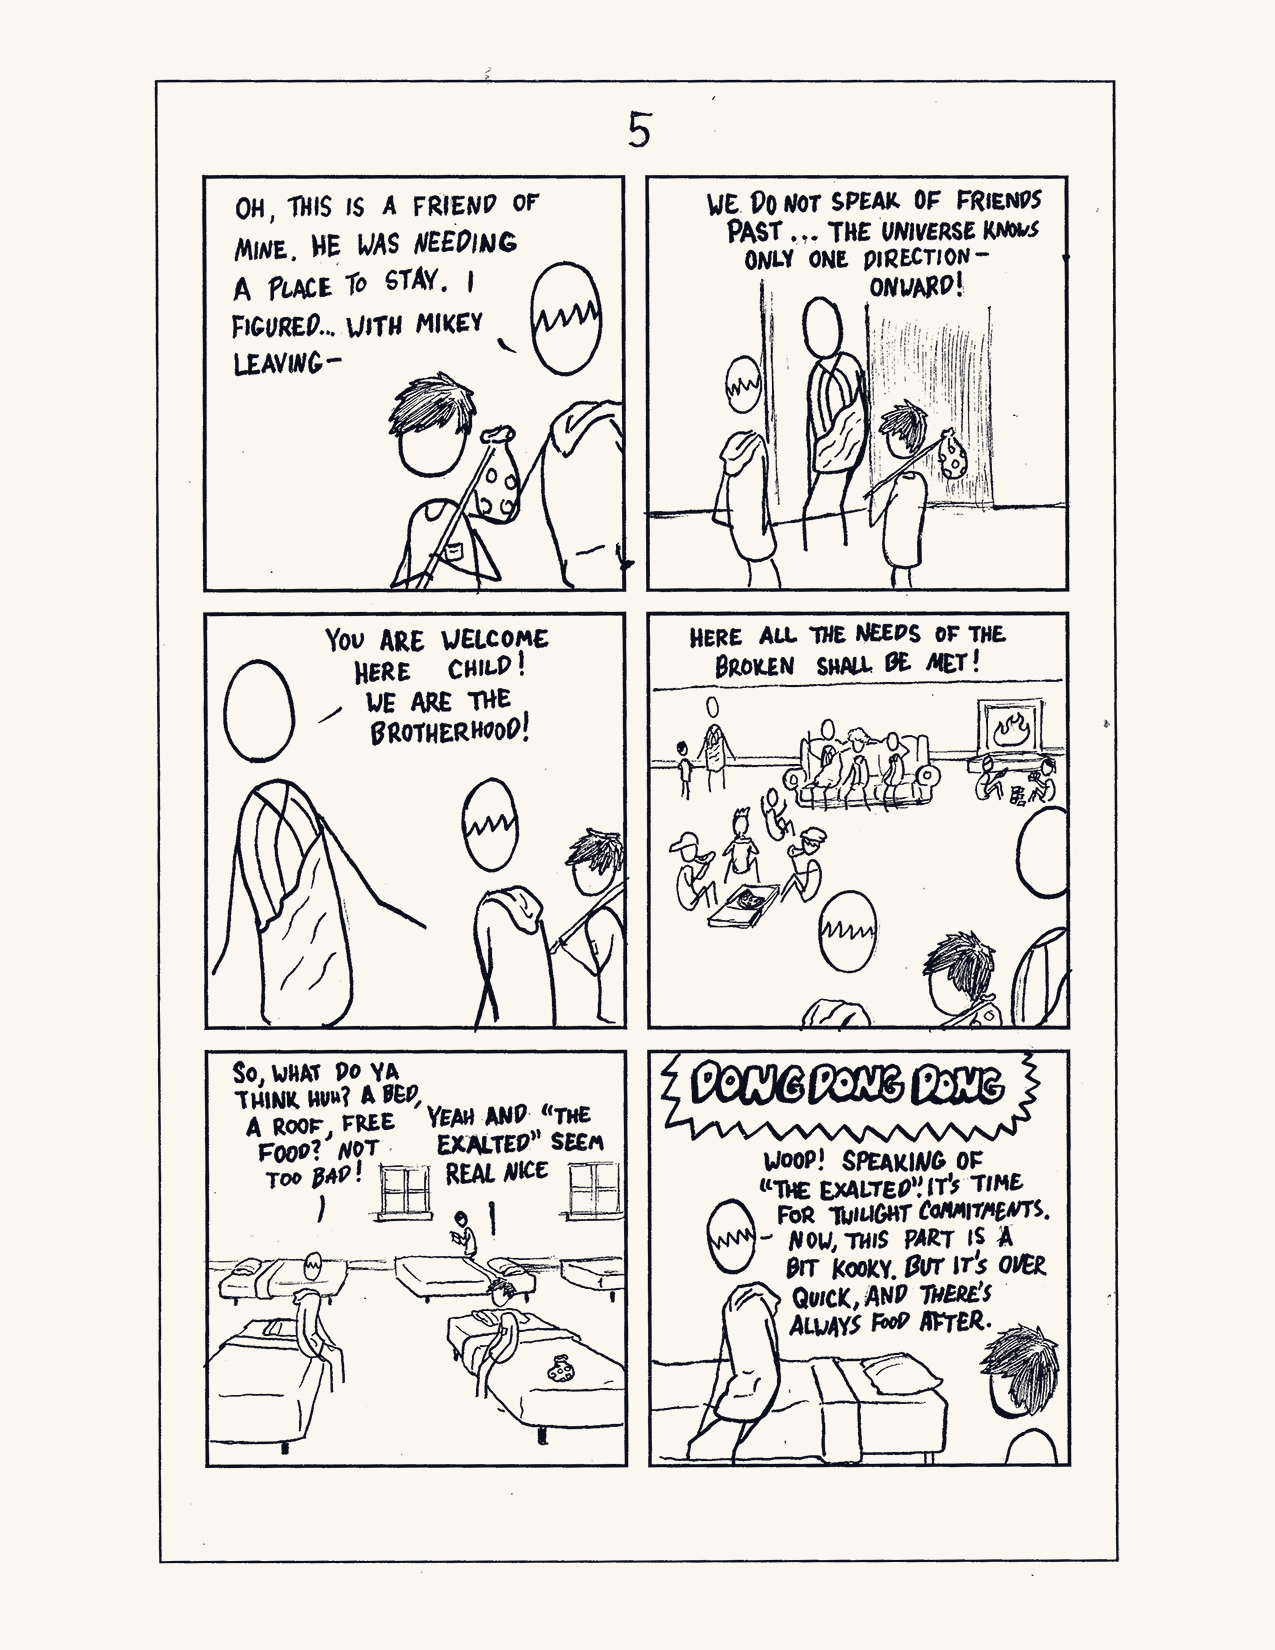 5
OH, THIS IS A FRIEND OF
MINE. HE WAS NEEDING
A PLACE TO STAY. I
FIGURED... WITH MIKEY
LEAVING—
WE DO NOT SPEAK OF FRIENDS
PAST... THE UNIVERSE KNOWS
ONLY ONE DIRECTION—
ONWARD!
YOU ARE WELCOME
HERE CHILD!
WE ARE THE
BROTHERHOOD!
HERE ALL THE NEEDS OF THE
BROKEN SHALL BE MET!
SO, WHAT DO YA
THINK HUH? A BED,
A ROOF, FREE
FOOD? NOT
TOO BAD!
YEAH AND "THE
EXALTED" SEEM
REAL NICE
DONG DONG DONG
WOOP! SPEAKING OF
"THE EXALTED". IT'S TIME
FOR TWILIGHT COMMITMENTS.
NOW, THIS PART IS A
BIT KOOKY. BUT IT'S OVER
QUICK, AND THERE'S
ALWAYS FOOD AFTER.